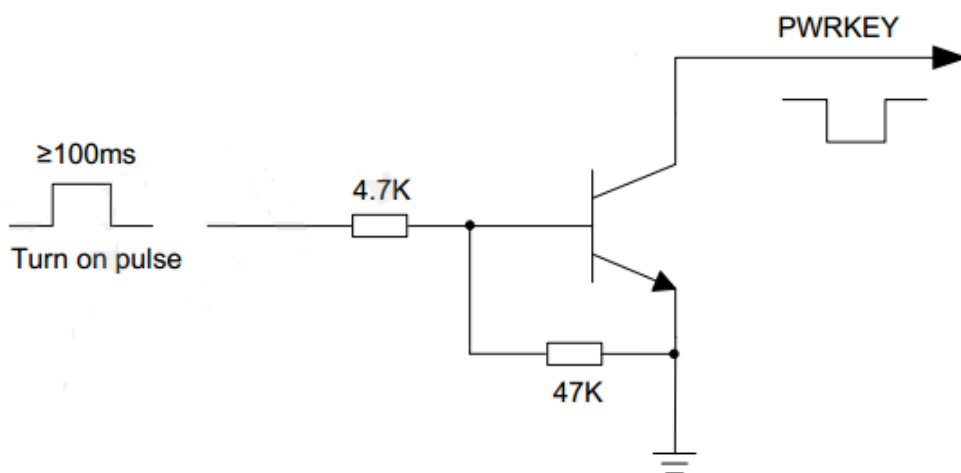 PWRKEY
≥100ms
4.7K
Turn on pulse
47K